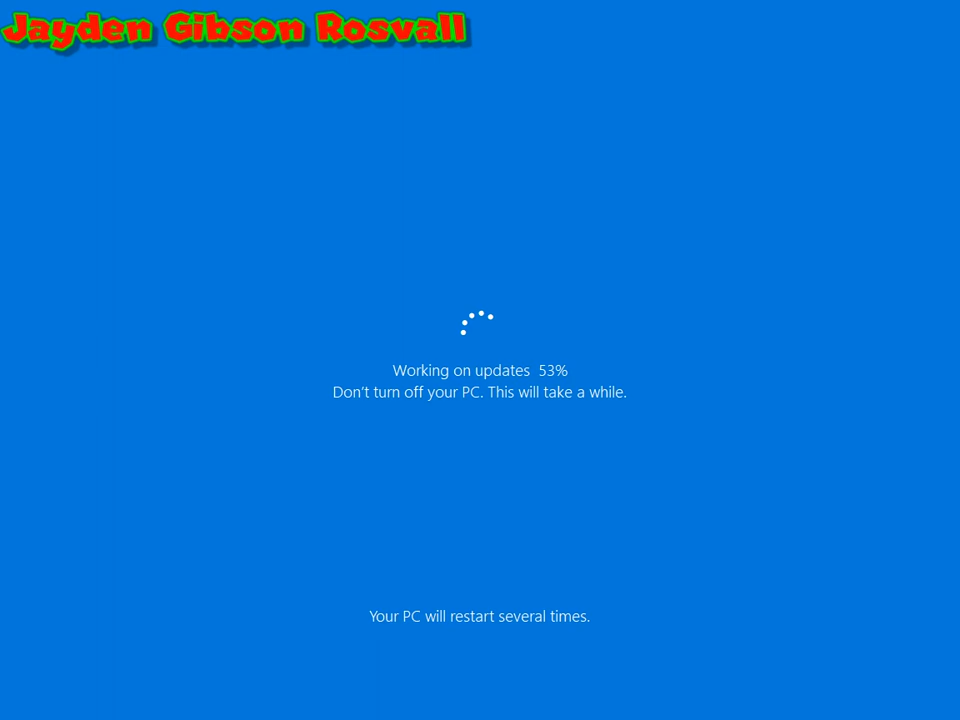 Jayden Gibson Rosvall
Working on updates  53%
Don't turn off your PC. This will take a while.
Your PC will restart several times.